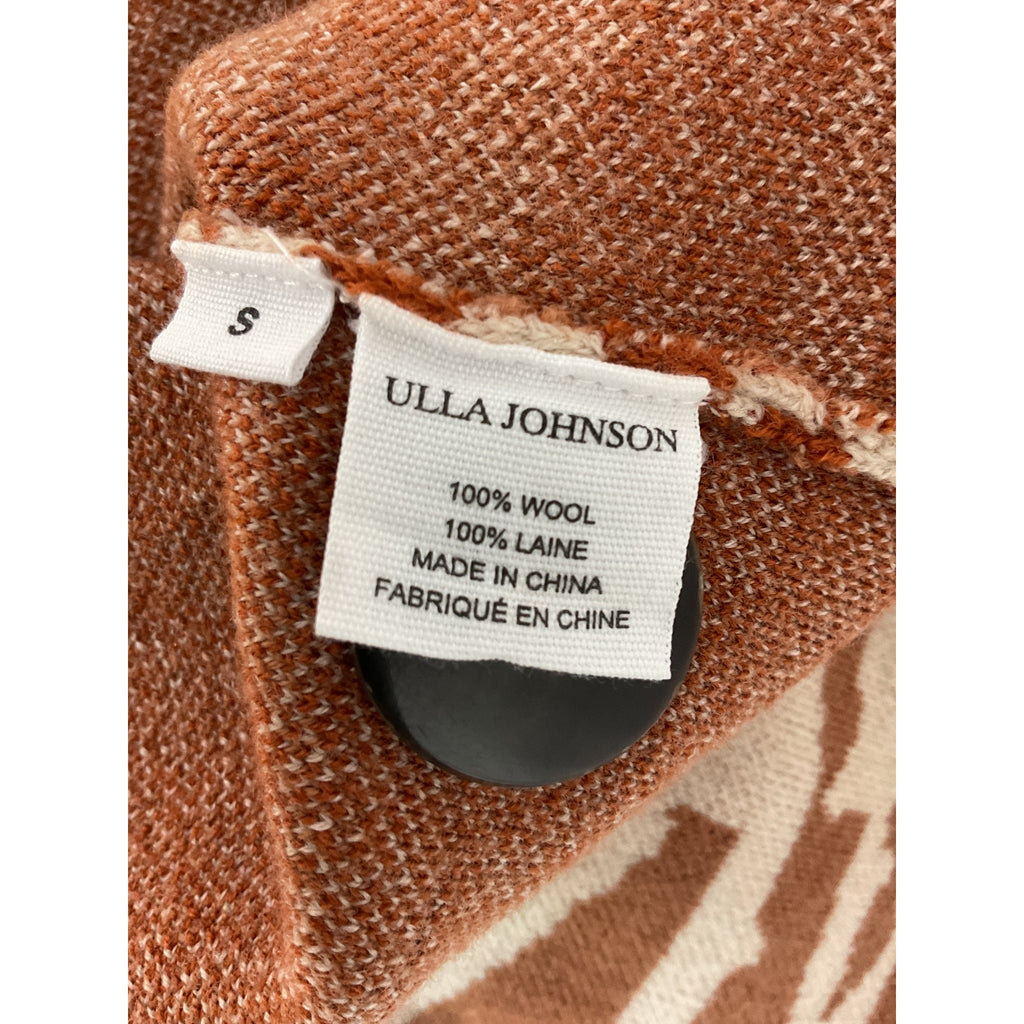 S
ULLA JOHNSON
100% WOOL
100% LAINE
MADE IN CHINA
FABRIQUÉ EN CHINE